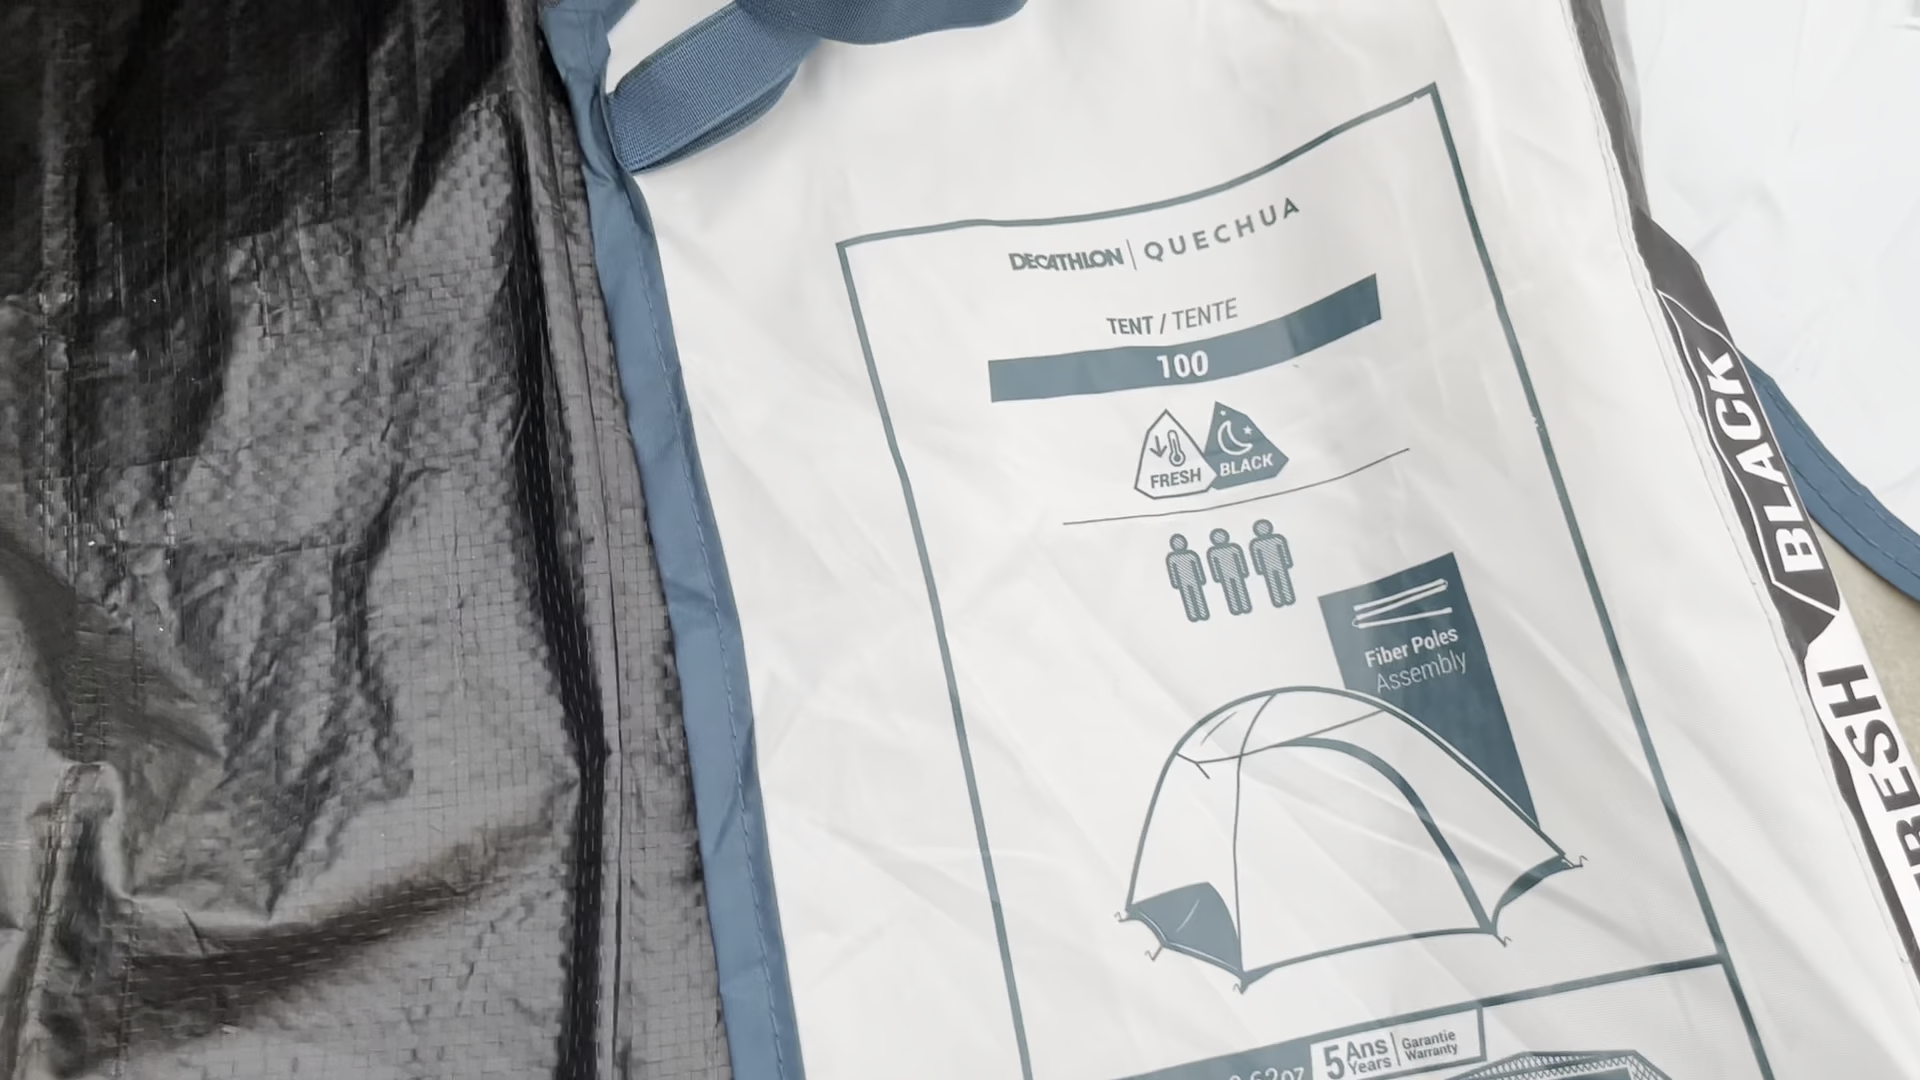 DECATHLON | QUECHUA
TENT / TENTE
100
FRESH
BLACK
Fiber Poles
Assembly
5 Ans
Years
Garantie
Warranty
BLACK
FRESH